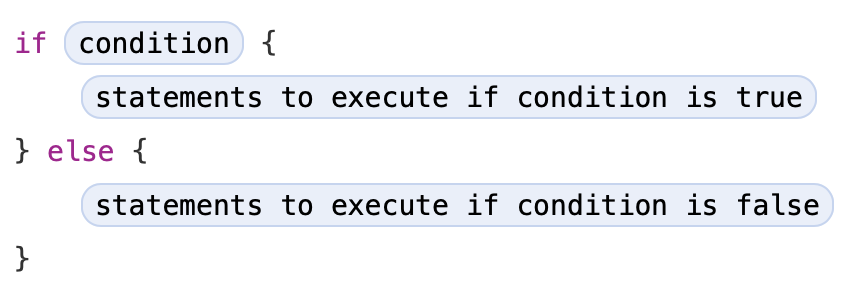 if condition {
statements to execute if condition is true
} else {
statements to execute if condition is false
}